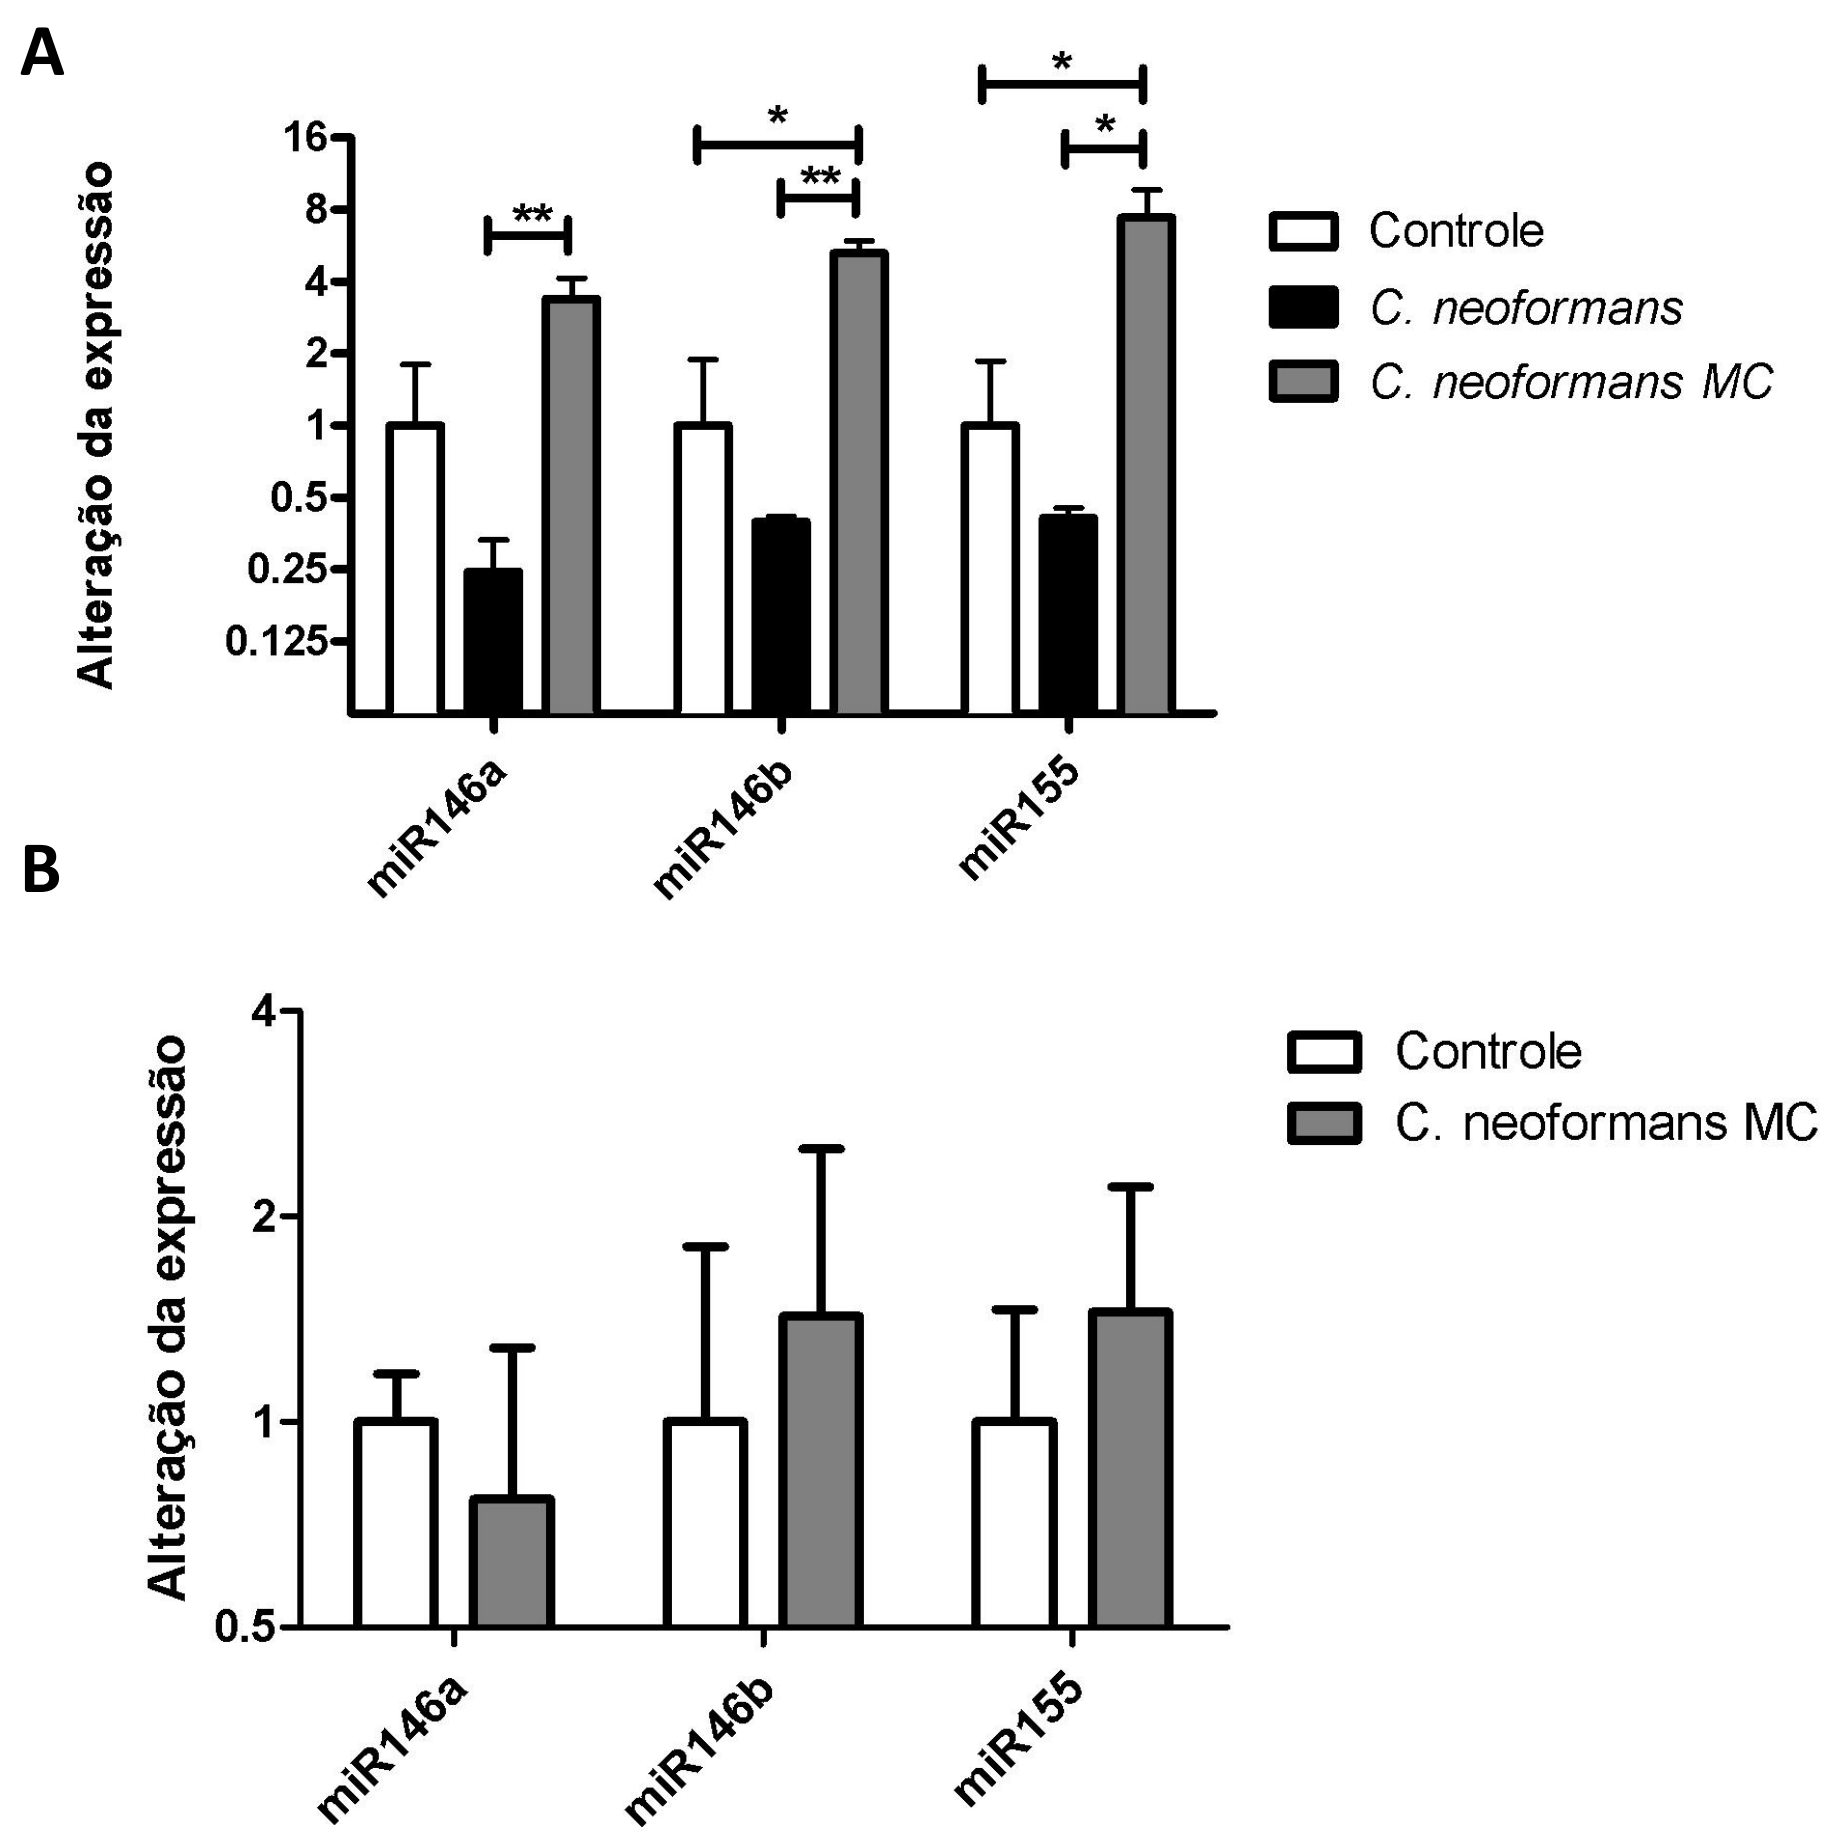 A
*
*
*
**
**
16
8
4
2
1
0.5
0.25
0.125
Alteração da expressão
Controle
C. neoformans
C. neoformans MC
miR146a
miR146b
miR155
B
4
2
1
0.5
Alteração da expressão
Controle
C. neoformans MC
miR146a
miR146b
miR155